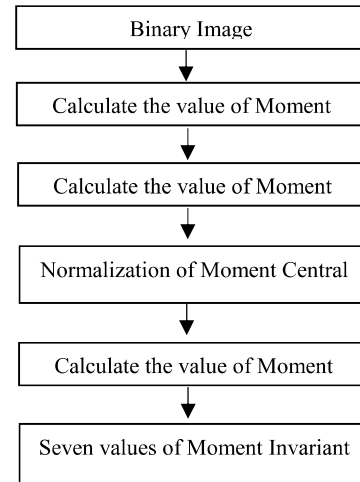 Binary Image
Calculate the value of Moment
Calculate the value of Moment
Normalization of Moment Central
Calculate the value of Moment
Seven values of Moment Invariant